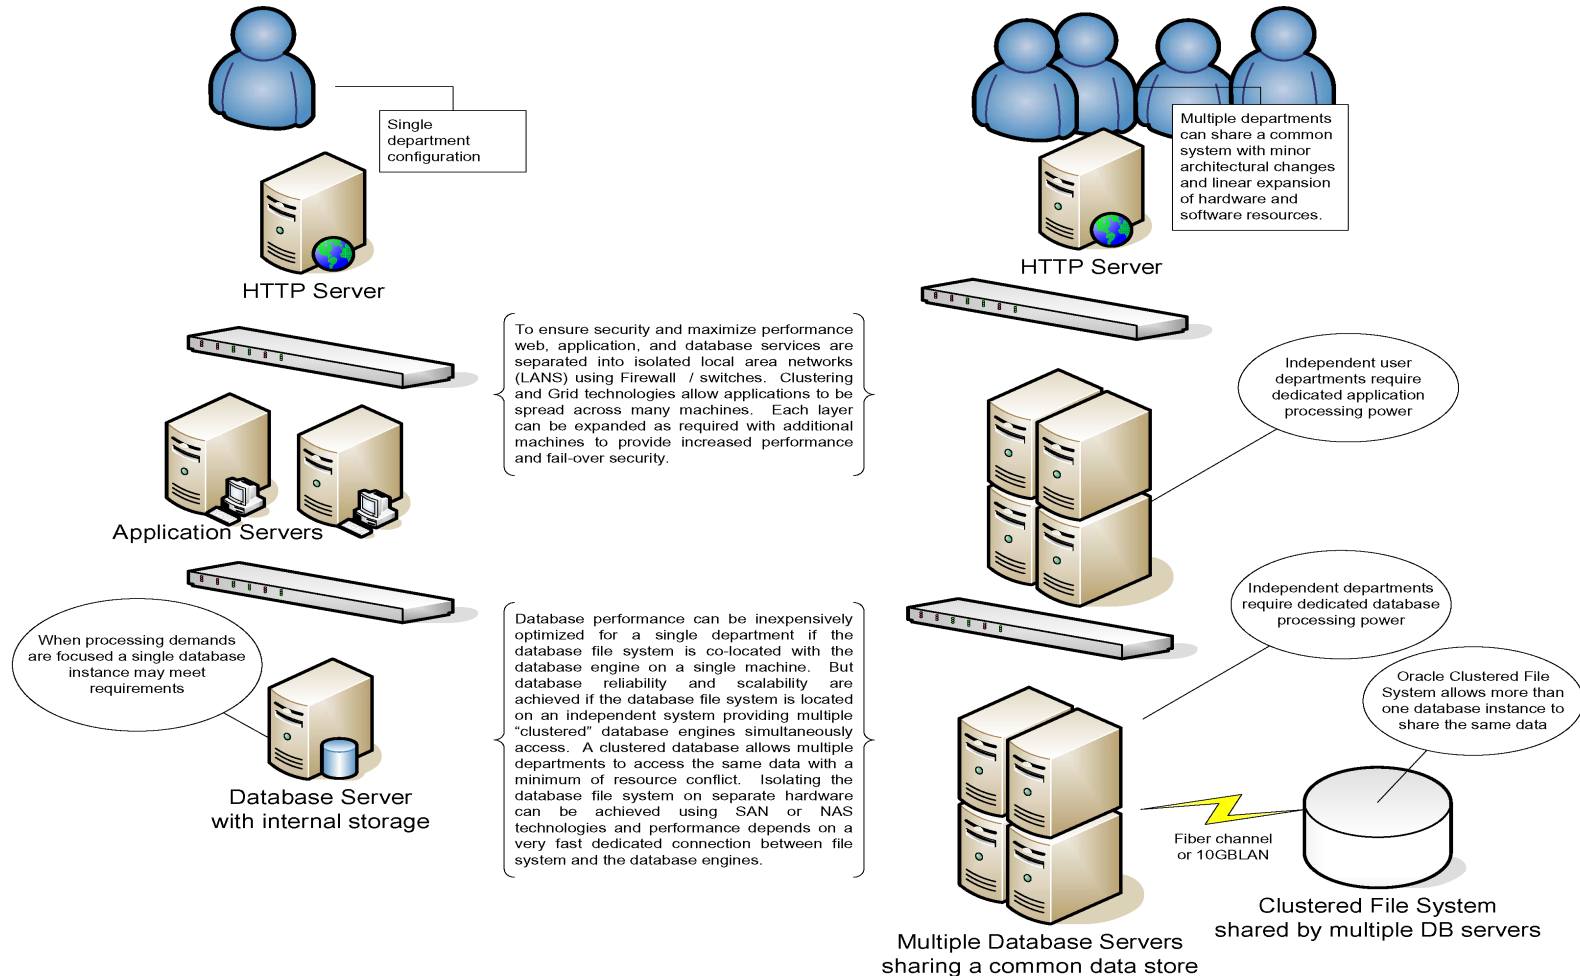 Single
department
configuration
Multiple departments
can share a common
system with minor
architectural changes
and linear expansion
of hardware and
software resources.
HTTP Server
HTTP Server
To ensure security and maximize performance
web, application, and database services are
separated into isolated local area networks
(LANS) using Firewall / switches. Clustering
and Grid technologies allow applications to be
spread across many machines. Each layer
can be expanded as required with additional
machines to provide increased performance
and fail-over security.
Independent user
departments require
dedicated application
processing power
Application Servers
When processing demands
are focused a single database
instance may meet
requirements
Database performance can be inexpensively
optimized for a single department if the
database file system is co-located with the
database engine on a single machine. But
database reliability and scalability are
achieved if the database file system is located
on an independent system providing multiple
“clustered” database engines simultaneously
access. A clustered database allows multiple
departments to access the same data with a
minimum of resource conflict. Isolating the
database file system on separate hardware
can be achieved using SAN or NAS
technologies and performance depends on a
very fast dedicated connection between file
system and the database engines.
Independent departments
require dedicated database
processing power
Oracle Clustered File
System allows more than
one database instance to
share the same data
Database Server
with internal storage
Fiber channel
or 10GBLAN
Clustered File System
shared by multiple DB servers
Multiple Database Servers
sharing a common data store